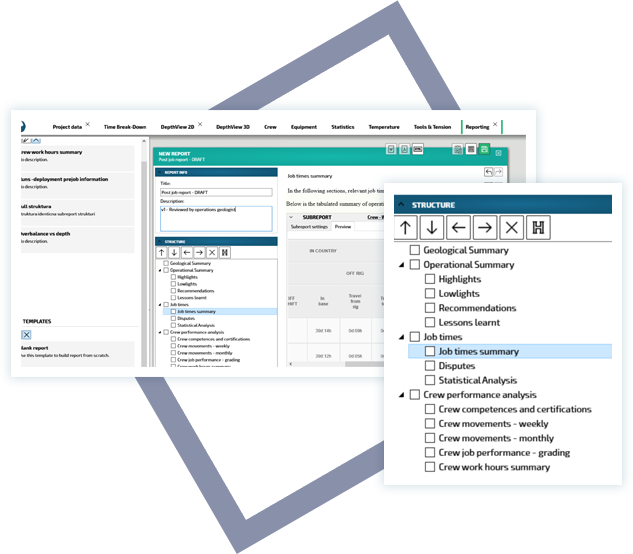 Project data
Time Break-Down
DepthView 2D
DepthView 3D
Crew
Equipment
Statistics
Temperature
Tools & Tension
Reporting
rew work hours summary
o description.
uns -deployment prejob information
o description.
ull struktura
truktura identicna subreport strukturi
verbalance vs depth
o description.
TEMPLATES
lank report
se this template to build report from scratch.
NEW REPORT
Post job report - DRAFT
REPORT INFO
Title:
Post job report - DRAFT
Description:
v1 - Reviewed by operations geologist
STRUCTURE
Geological Summary
Operational Summary
Highlights
Lowlights
Recommendations
Lessons learnt
Job times
Job times summary
Disputes
Statistical Analysis
Crew performance analysis
Crew competences and certifications
Crew movements - weekly
Crew movements - monthly
Crew job performance - grading
Crew work hours summary
Job times summary
In the following sections, relevant job tim
Below is the tabulated summary of operat
SUBREPORT
Crew - W
Subreport settings
Preview
IN COUNTRY
OFF RIG
IFF
HIFT
In
base
Travel
from
rig
30d 14h
0d 05h
30d 12h
0d 05h
STRUCTURE
Geological Summary
Operational Summary
Highlights
Lowlights
Recommendations
Lessons learnt
Job times
Job times summary
Disputes
Statistical Analysis
Crew performance analysis
Crew competences and certifications
Crew movements - weekly
Crew movements - monthly
Crew job performance - grading
Crew work hours summary